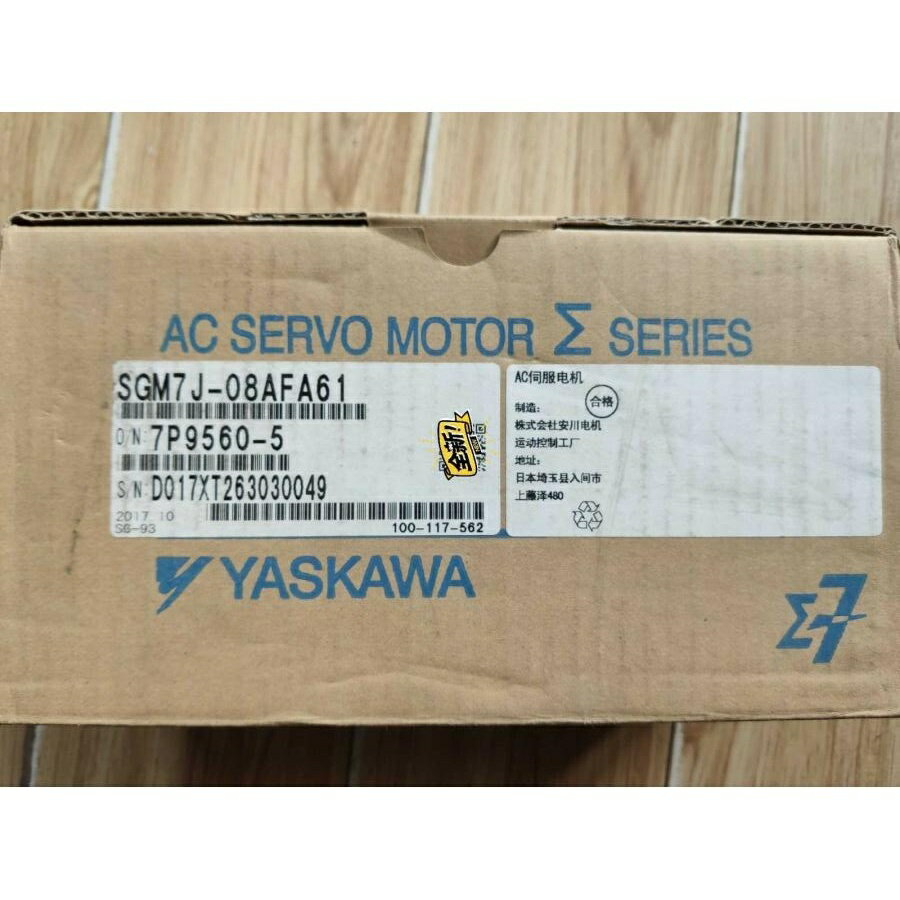 AC SERVO MOTOR Σ SERIES
SGM7J-08AFA61
O/N:7P9560-5
全新!
S/N:D017XT263030049
2017.10
SG-93
100-117-562
AC伺服电机
合格
制造:
株式会社安川电机
运动控制工厂
地址:
日本埼玉县入间市
上藤泽480
YASKAWA
Σ7